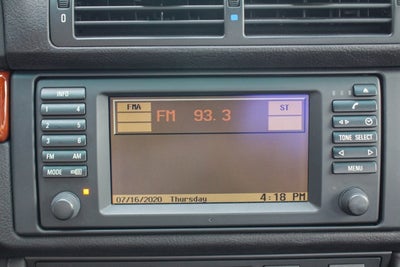 INFO
1 4
2 5
3 6
FM AM
MODE
FMA
FM 93.3
ST
07/16/2020 Thursday 4:18 PM
TONE SELECT
MENU